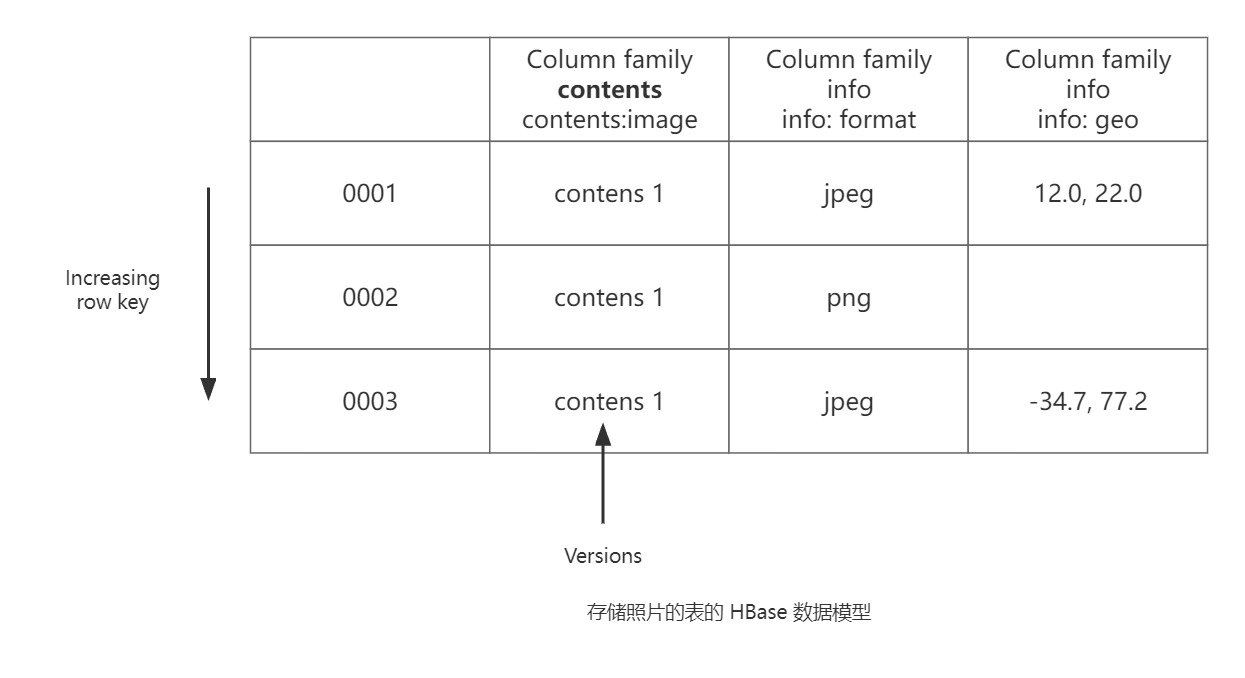 Column family
contents
contents:image
Column family
info
info: format
Column family
info
info: geo
0001
contens 1
jpeg
12.0, 22.0
Increasing
row key
0002
contens 1
png
0003
contens 1
jpeg
-34.7, 77.2
Versions
存储照片的表的 HBase 数据模型